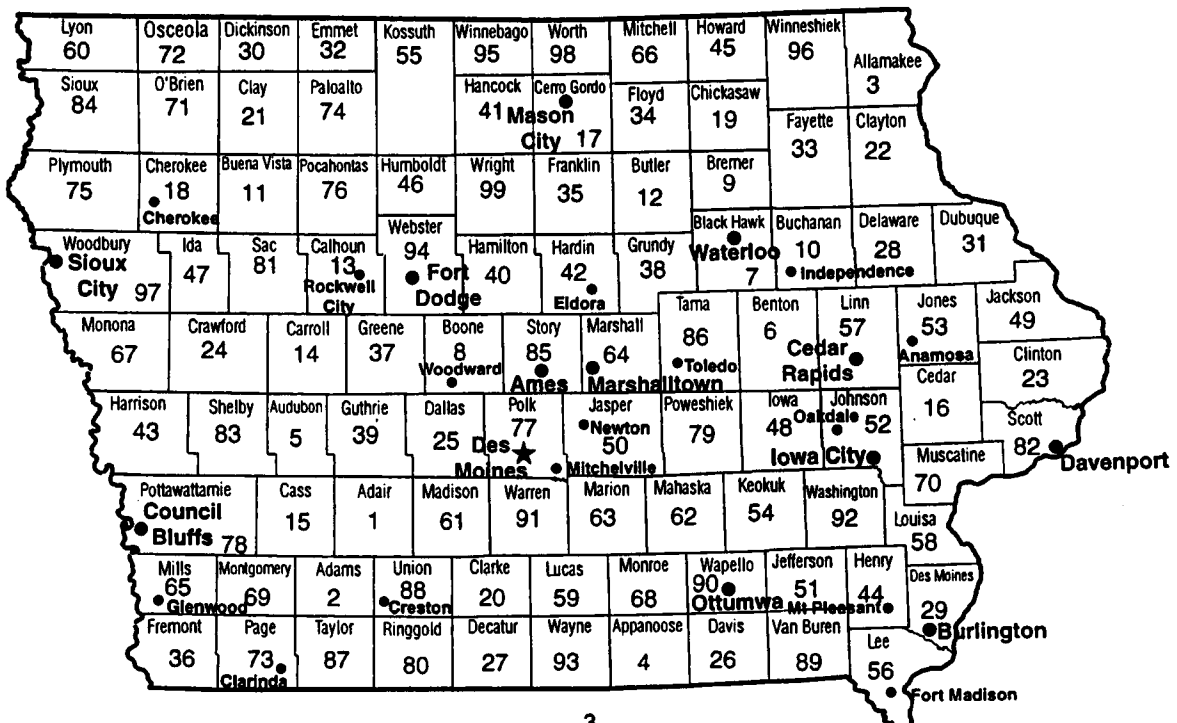 Lyon Osceola Dickinson Emmet Kossuth Winnebago Worth Mitchell Howard Winneshiek
60 72 30 32 55 95 98 66 45 96
Allamakee
3
Sioux O'Brien Clay Paloalto Hancock Cerro Gordo Floyd Chickasaw
84 71 21 74 41 Mason 34 19
City 17
Fayette Clayton
33 22
Plymouth Cherokee Buena Vista Pocahontas Humboldt Wright Franklin Butler Bremer
75 18 11 76 46 99 35 12 9
Cherokee
Webster
94
Black Hawk Buchanan Delaware Dubuque
Waterloo 10 28 31
7 Independence
Woodbury Ida Sac Calhoun Fort Hamilton Hardin Grundy
Sioux 47 81 13 Dodge 40 42 38
City 97 Rockwell Eldora
City
Tama Benton Linn Jones Jackson
86 6 57 53 49
Toledo Cedar Anamosa
Rapids
Monona Crawford Carroll Greene Boone Story Marshall
67 24 14 37 8 85 64
Woodward Ames Marshalltown
Clinton
23
Cedar
16
Harrison Shelby Audubon Guthrie Dallas Polk Jasper Poweshiek Iowa Johnson
43 83 5 39 25 77 Newton 79 48 Oakdale 52
Des 50 Iowa City
Moines Mitchelville
Scott
82
Davenport
Muscatine
70
Pottawattamie Cass Adair Madison Warren Marion Mahaska Keokuk Washington
Council 15 1 61 91 63 62 54 92
Bluffs 78
Louisa
58
Mills Montgomery Adams Union Clarke Lucas Monroe Wapello Jefferson Henry Des Moines
65 69 2 88 20 59 68 90 51 44 29
Glenwood Creston Ottumwa Mt Pleasant Burlington
Fremont Page Taylor Ringgold Decatur Wayne Appanoose Davis Van Buren Lee
36 73 87 80 27 93 4 26 89 56
Clarinda Fort Madison
3